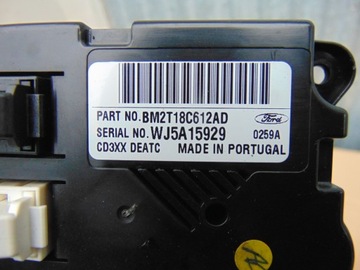 PART NO.BM2T18C612AD
Ford
SERIAL NO.WJ5A15929
0259A
CD3XX DEATC
MADE IN PORTUGAL